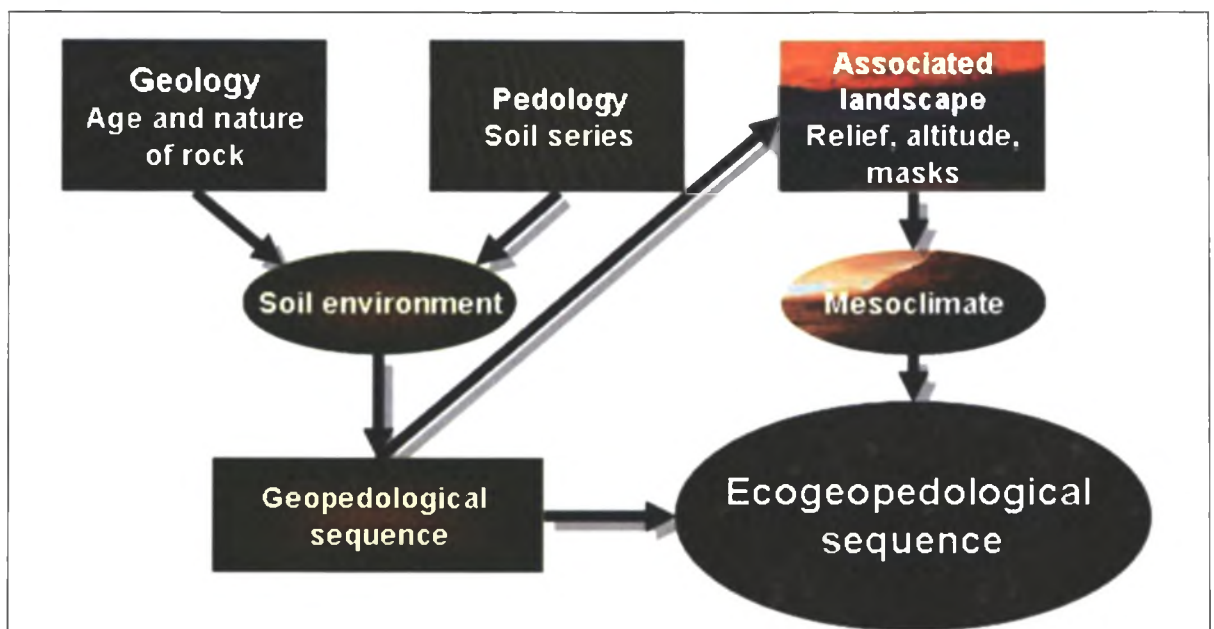 Geology
Age and nature
of rock
Pedology
Soil series
Associated
landscape
Relief, altitude,
masks
Soil environment
Mesoclimate
Geopedological
sequence
Ecogeopedological
sequence